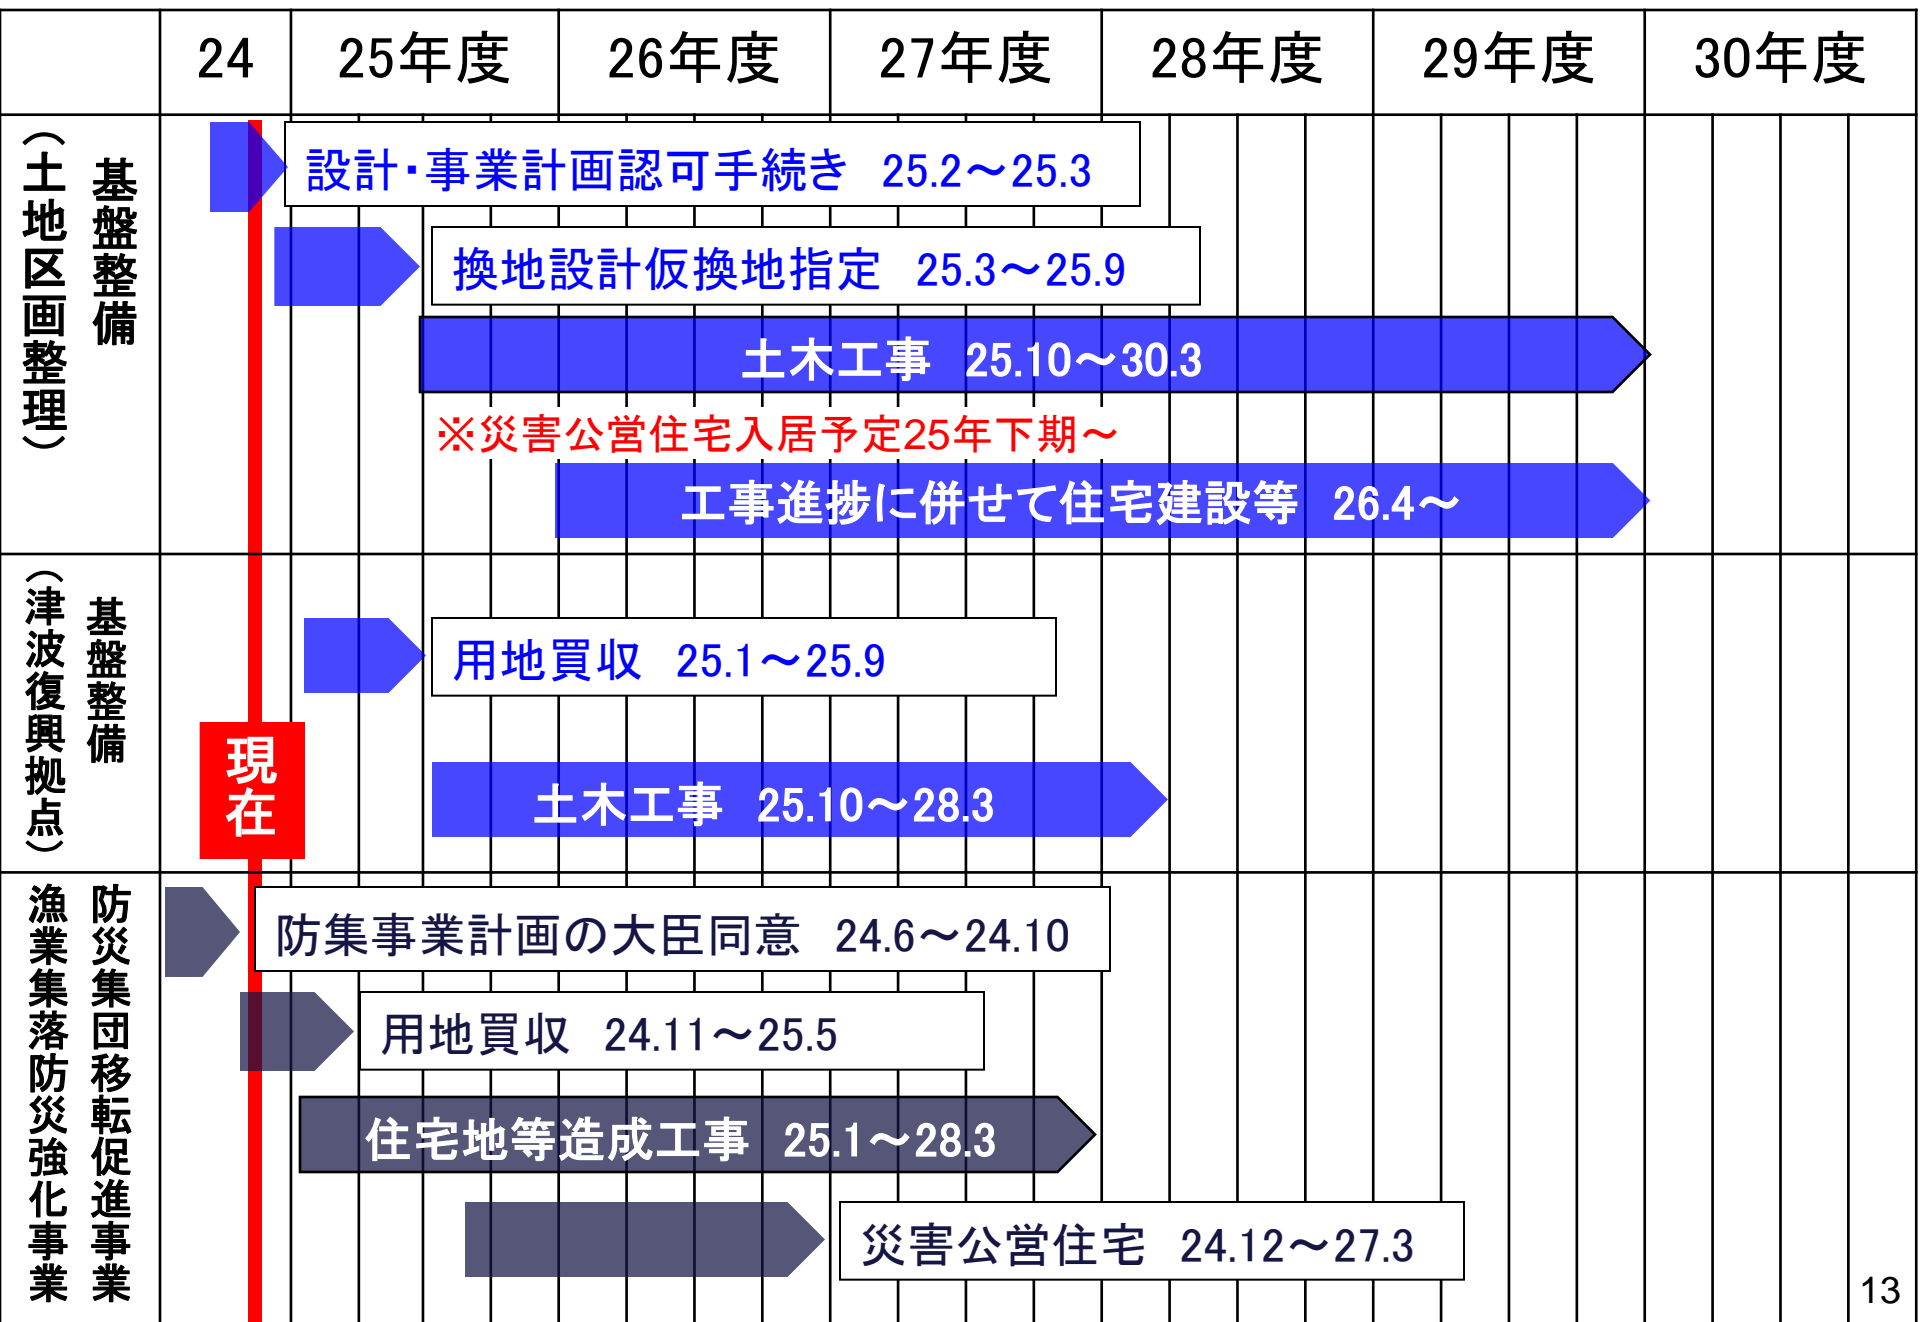 24 25年度 26年度 27年度 28年度 29年度 30年度
基盤整備
（土地区画整理）
設計・事業計画認可手続き 25.2～25.3
換地設計仮換地指定 25.3～25.9
土木工事 25.10～30.3
※災害公営住宅入居予定25年下期～
工事進捗に併せて住宅建設等 26.4～
基盤整備
（津波復興拠点）
用地買収 25.1～25.9
現在
土木工事 25.10～28.3
防災集団移転促進事業
漁業集落防災強化事業
防集事業計画の大臣同意 24.6～24.10
用地買収 24.11～25.5
住宅地等造成工事 25.1～28.3
災害公営住宅 24.12～27.3
13